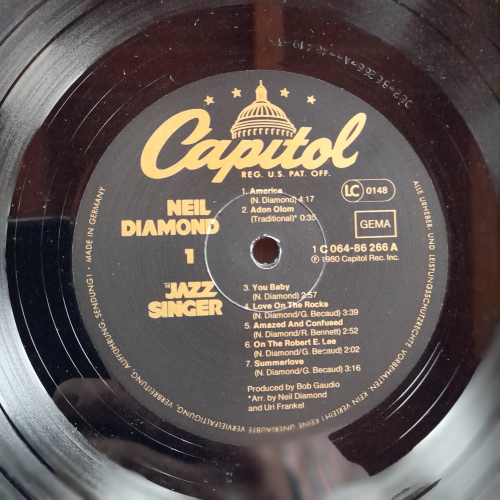 Capitol
REG. U.S. PAT. OFF.
NEIL
DIAMOND
1
THE
JAZZ
SINGER
1. America
(N. Diamond) 4:17
2. Adon Olom
(Traditional)* 0:35
LC 0148
GEMA
1 C 064-86 266 A
℗ 1980 Capitol Rec. Inc.
3. You Baby
(N. Diamond) 2:57
4. Love On The Rocks
(N. Diamond/G. Becaud) 3:39
5. Amazed And Confused
(N. Diamond/R. Bennett) 2:52
6. On The Robert E. Lee
(N. Diamond/G. Becaud) 2:02
7. Summerlove
(N. Diamond/G. Becaud) 3:16
Produced by Bob Gaudio
*Arr. by Neil Diamond
and Uri Frankel
ALLE URHEBER- UND LEISTUNGSSCHUTZRECHTE VORBEHALTEN. KEIN VERLEIH! KEINE UNERLAUBTE VERVIELFÄLTIGUNG, VERBREITUNG, AUFFÜHRUNG, SENDUNG! · MADE IN GERMANY